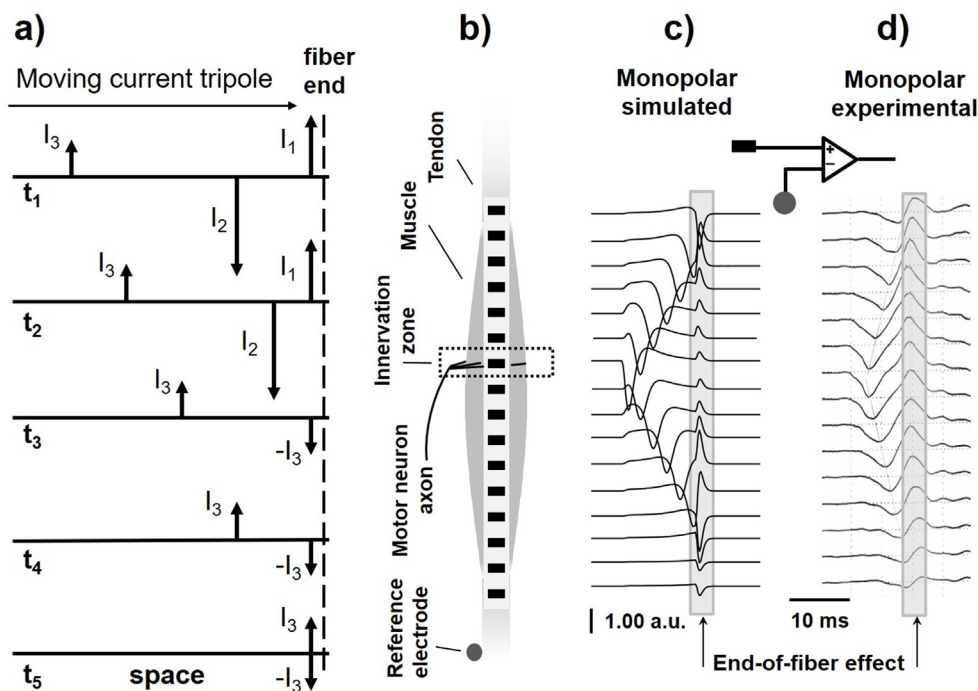 a)
Moving current tripole
fiber
end
I3
I1
t1
I2
I3
I1
t2
I2
I3
t3
-I3
I3
t4
-I3
I3
t5
space
-I3
b)
Tendon
Muscle
Innervation
zone
Motor neuron
axon
Reference
electrode
c)
Monopolar
simulated
1.00 a.u.
d)
Monopolar
experimental
+
−
10 ms
End-of-fiber effect